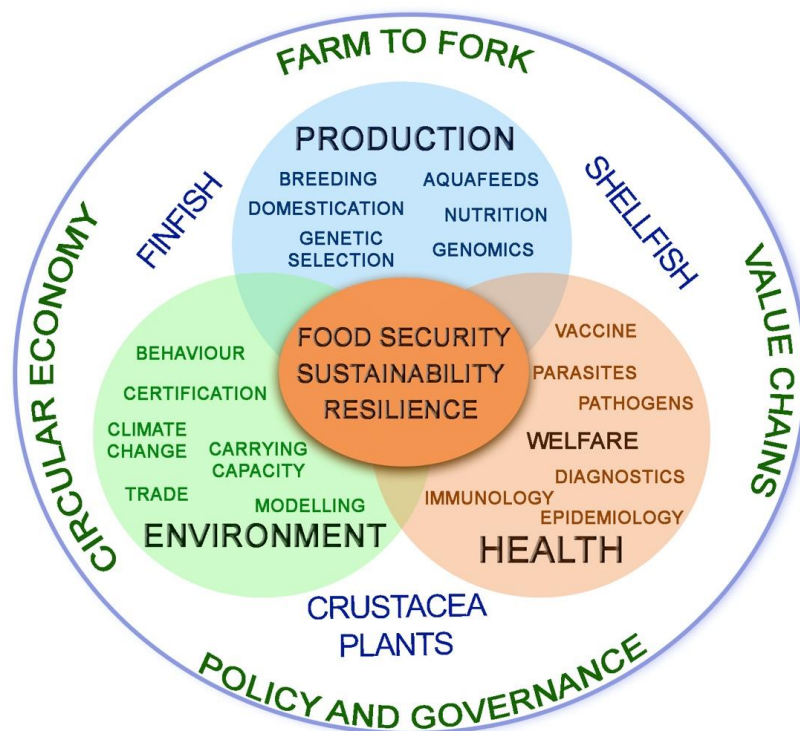 FARM TO FORK
PRODUCTION
BREEDING
AQUAFEEDS
DOMESTICATION
NUTRITION
GENETIC
SELECTION
GENOMICS
FINFISH
SHELLFISH
CIRCULAR ECONOMY
VALUE CHAINS
FOOD SECURITY
SUSTAINABILITY
RESILIENCE
BEHAVIOUR
CERTIFICATION
CLIMATE
CHANGE
CARRYING
CAPACITY
TRADE
MODELLING
ENVIRONMENT
VACCINE
PARASITES
PATHOGENS
WELFARE
DIAGNOSTICS
IMMUNOLOGY
EPIDEMIOLOGY
HEALTH
CRUSTACEA
PLANTS
POLICY AND GOVERNANCE